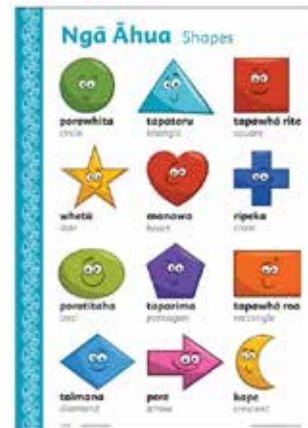 Ngā Āhua Shapes
porowhita tapatoru tapawhā rite
circle triangle square
whetū manawa ripeka
star heart cross
porotītaha taparima tapawhā roa
oval pentagon rectangle
taimana pere kape
diamond arrow crescent